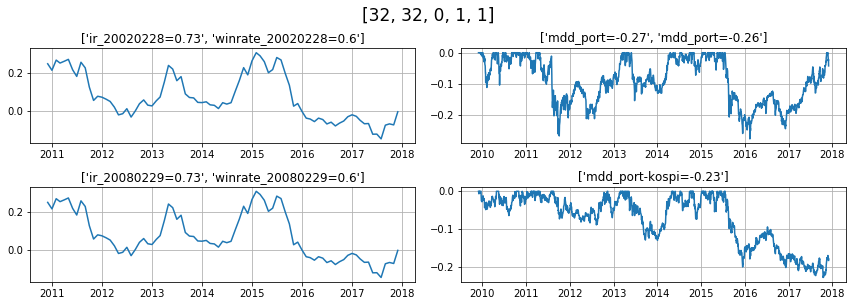 [32, 32, 0, 1, 1]
['ir_20020228=0.73', 'winrate_20020228=0.6']
0.2
0.0
2011 2012 2013 2014 2015 2016 2017 2018
['mdd_port=-0.27', 'mdd_port=-0.26']
0.0
−0.1
−0.2
2010 2011 2012 2013 2014 2015 2016 2017 2018
['ir_20080229=0.73', 'winrate_20080229=0.6']
0.2
0.0
2011 2012 2013 2014 2015 2016 2017 2018
['mdd_port-kospi=-0.23']
0.0
−0.1
−0.2
2010 2011 2012 2013 2014 2015 2016 2017 2018